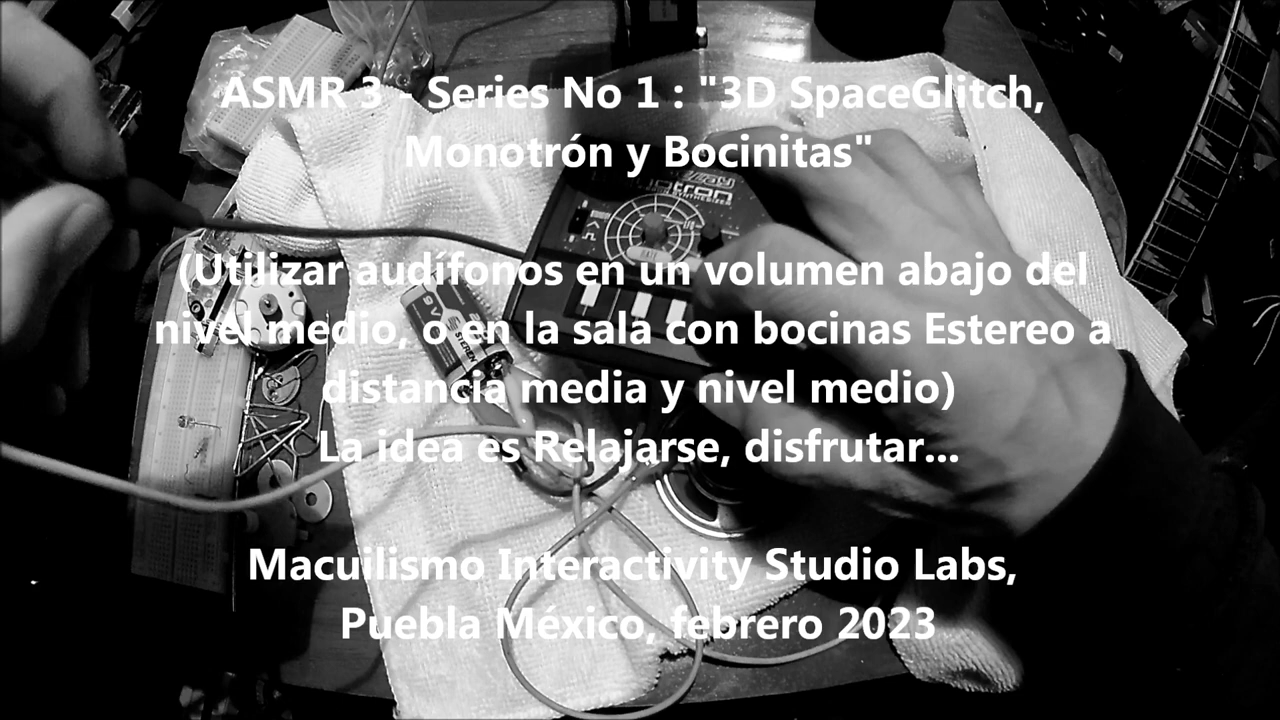 ASMR 3 - Series No 1 : "3D SpaceGlitch,
Monotrón y Bocinitas"
(Utilizar audífonos en un volumen abajo del
nivel medio, o en la sala con bocinas Estereo a
distancia media y nivel medio)
La idea es Relajarse, disfrutar...
Macuilismo Interactivity Studio Labs,
Puebla México, febrero 2023
9V
STEREN